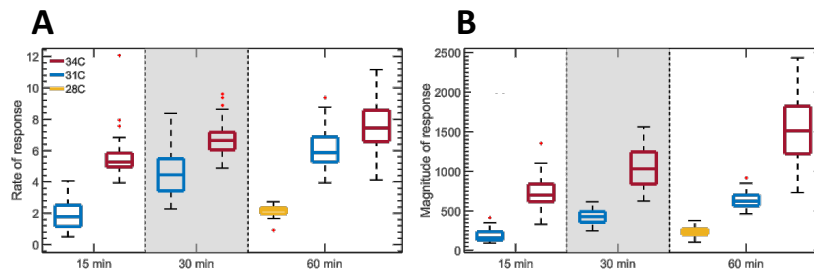 A
B
Rate of response
12
10
8
6
4
2
0
34C
31C
28C
15 min
30 min
60 min
Magnitude of response
2500
2000
1500
1000
500
0
15 min
30 min
60 min